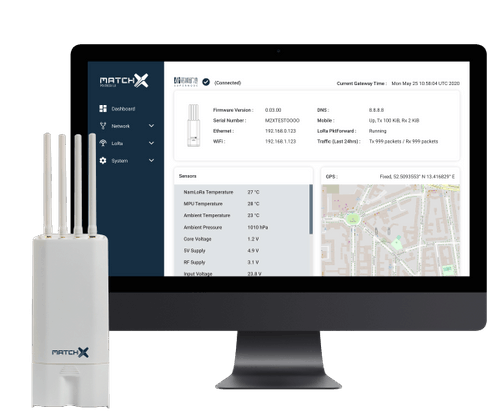 MATCHX
(Connected)
Current Gateway Time : Mon May 25 10:58:04 UTC 2020
Dashboard
Network
LoRa
System
Firmware Version : 0.03.00
Serial Number : M2XTESTOOOO
Ethernet : 192.168.0.123
WiFi : 192.168.1.123
DNS : 8.8.8.8
Mobile : Up, Tx 100 KiB, Rx 2 KiB
LoRa Pktforward : Running
Traffic (Last 24hrs) : Tx 999 packets / Rx 999 packets
Sensors
NamLoRa Temperature 27 °C
MPU Temperature 28 °C
Ambient Temperature 23 °C
Ambient Pressure 1010 hPa
Core Voltage 1.2 V
5V Supply 4.9 V
RF Supply 3.1 V
Input Voltage 23.8 V
GPS : Fixed, 52.5093553° N 13.416829° E
MATCHX